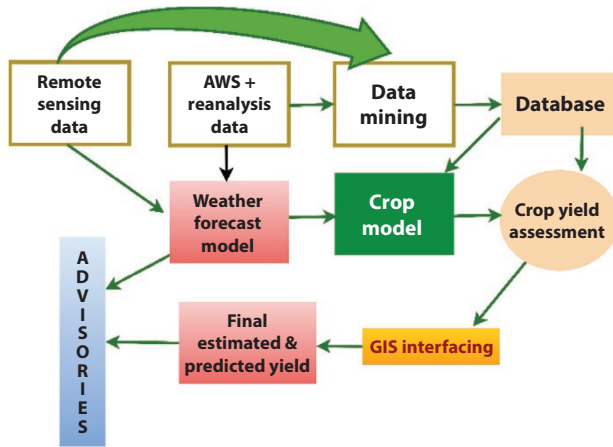 Remote
sensing
data
AWS +
reanalysis
data
Data
mining
Database
Weather
forecast
model
Crop
model
Crop yield
assessment
ADVISORIES
Final
estimated &
predicted yield
GIS interfacing